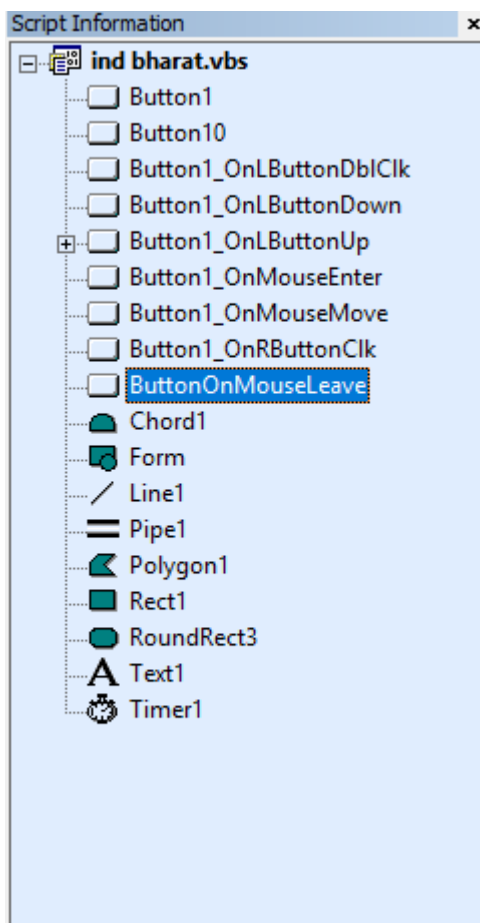 Script Information
ind bharat.vbs
Button1
Button10
Button1_OnLButtonDblClk
Button1_OnLButtonDown
Button1_OnLButtonUp
Button1_OnMouseEnter
Button1_OnMouseMove
Button1_OnRButtonClk
ButtonOnMouseLeave
Chord1
Form
Line1
Pipe1
Polygon1
Rect1
RoundRect3
Text1
Timer1